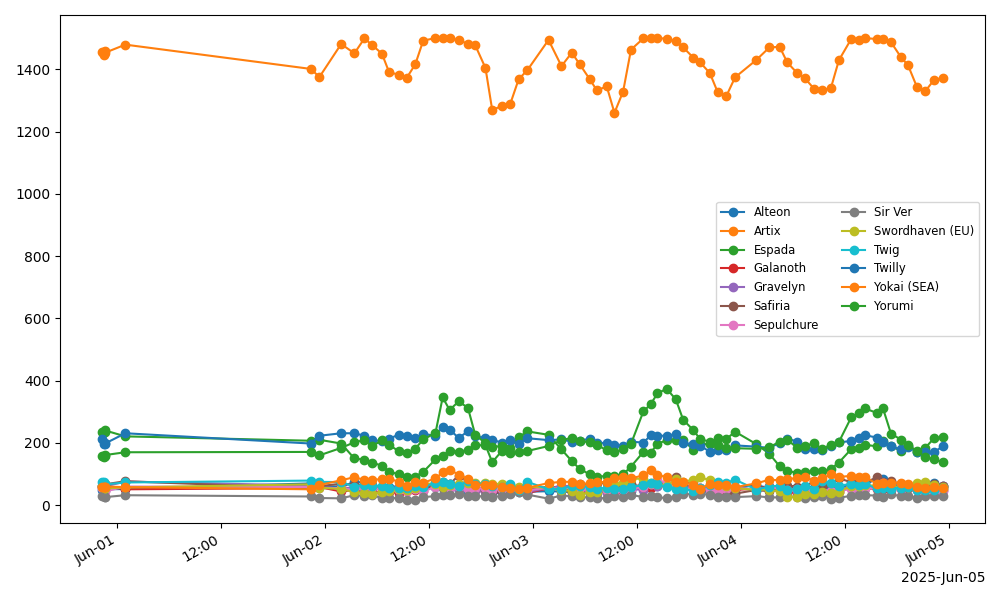 1400
1200
1000
800
600
400
200
0
Alteon
Artix
Espada
Galanoth
Gravelyn
Safiria
Sepulchure
Sir Ver
Swordhaven (EU)
Twig
Twilly
Yokai (SEA)
Yorumi
Jun-01
12:00
Jun-02
12:00
Jun-03
12:00
Jun-04
12:00
Jun-05
2025-Jun-05